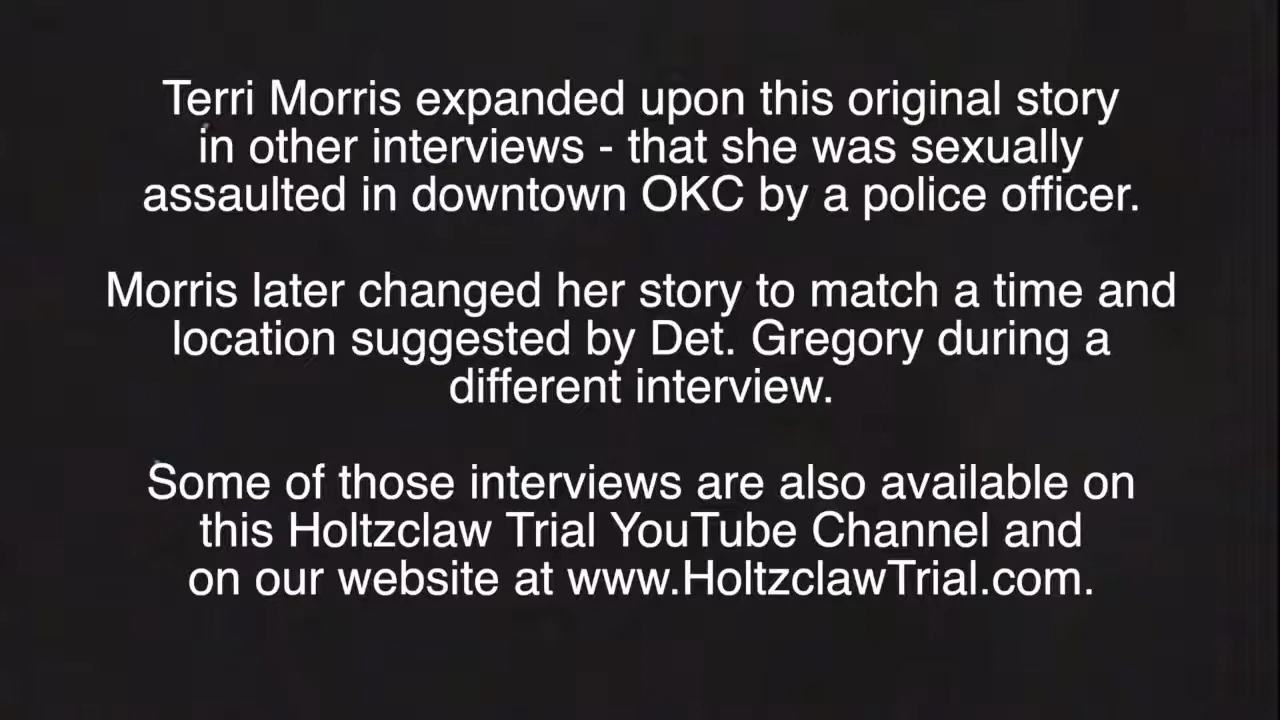 Terri Morris expanded upon this original story
in other interviews - that she was sexually
assaulted in downtown OKC by a police officer.
Morris later changed her story to match a time and
location suggested by Det. Gregory during a
different interview.
Some of those interviews are also available on
this Holtzclaw Trial YouTube Channel and
on our website at www.HoltzclawTrial.com.